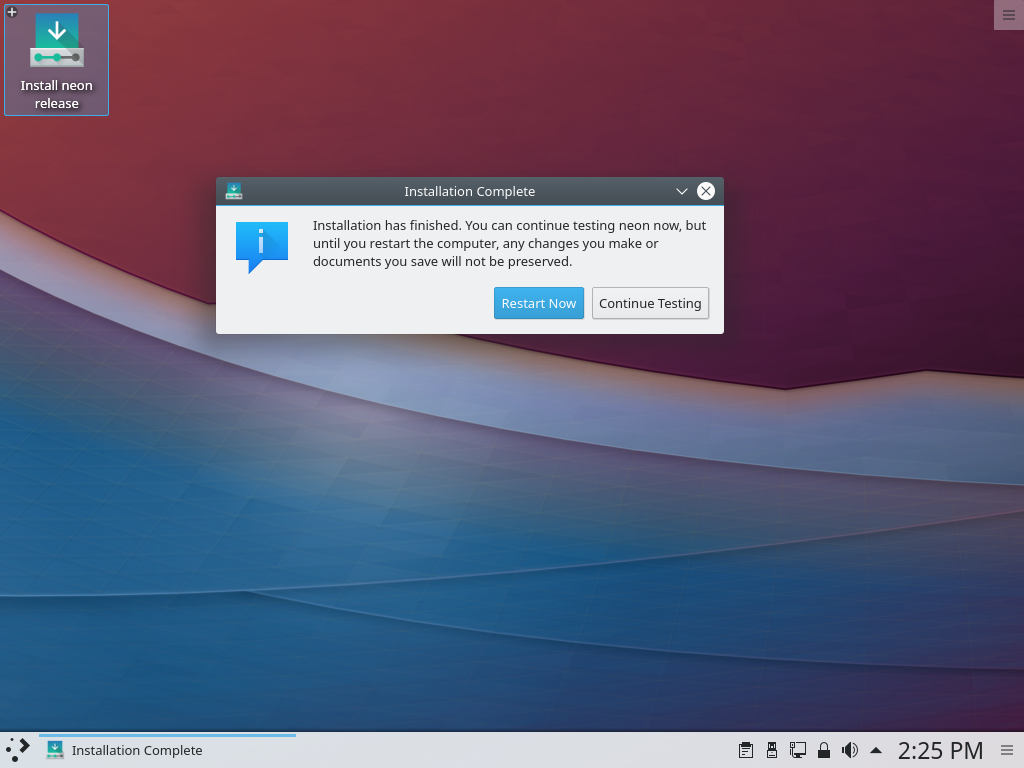 Install neon
release
Installation Complete
Installation has finished. You can continue testing neon now, but
until you restart the computer, any changes you make or
documents you save will not be preserved.
Restart Now
Continue Testing
Installation Complete
2:25 PM